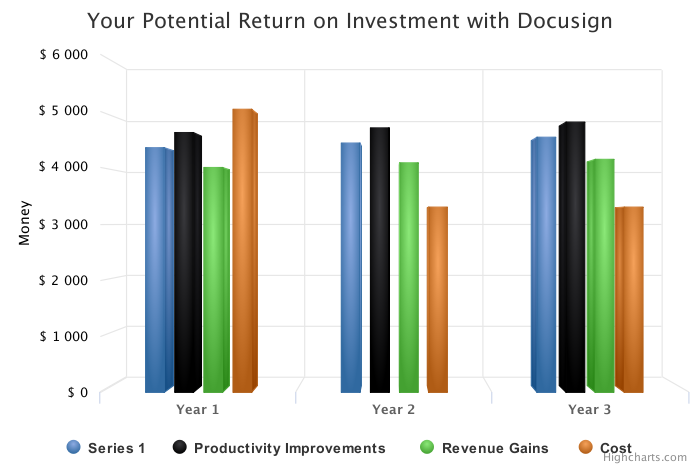 Your Potential Return on Investment with Docusign
$ 6 000
$ 5 000
$ 4 000
$ 3 000
$ 2 000
$ 1 000
$ 0
Money
Year 1 Year 2 Year 3
Series 1 Productivity Improvements Revenue Gains Cost
Highcharts.com